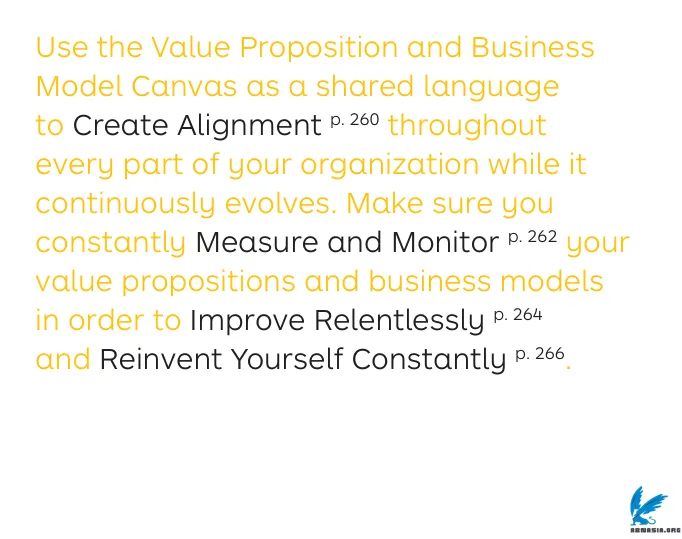 Use the Value Proposition and Business
Model Canvas as a shared language
to Create Alignment p. 260 throughout
every part of your organization while it
continuously evolves. Make sure you
constantly Measure and Monitor p. 262 your
value propositions and business models
in order to Improve Relentlessly p. 264
and Reinvent Yourself Constantly p. 266.
ABMASIA.ORG